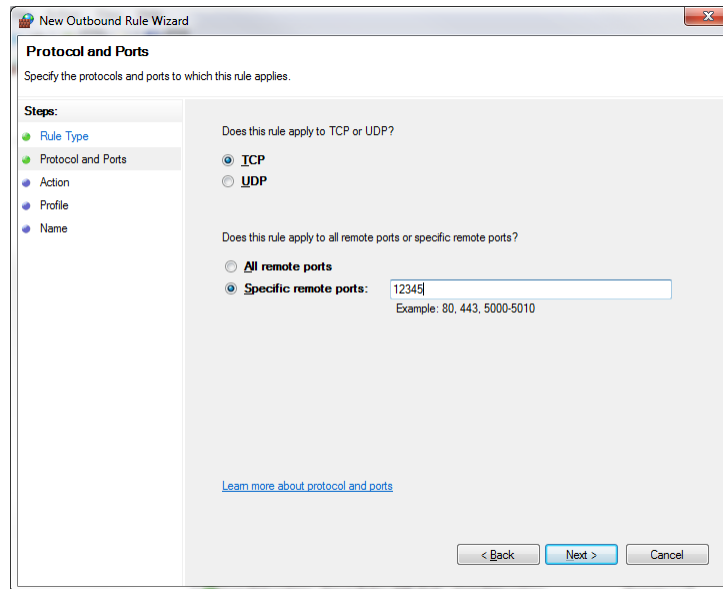 New Outbound Rule Wizard
Protocol and Ports
Specify the protocols and ports to which this rule applies.
Steps:
Rule Type
Protocol and Ports
Action
Profile
Name
Does this rule apply to TCP or UDP?
TCP
UDP
Does this rule apply to all remote ports or specific remote ports?
All remote ports
Specific remote ports: 12345
Example: 80, 443, 5000-5010
Learn more about protocol and ports
< Back Next > Cancel